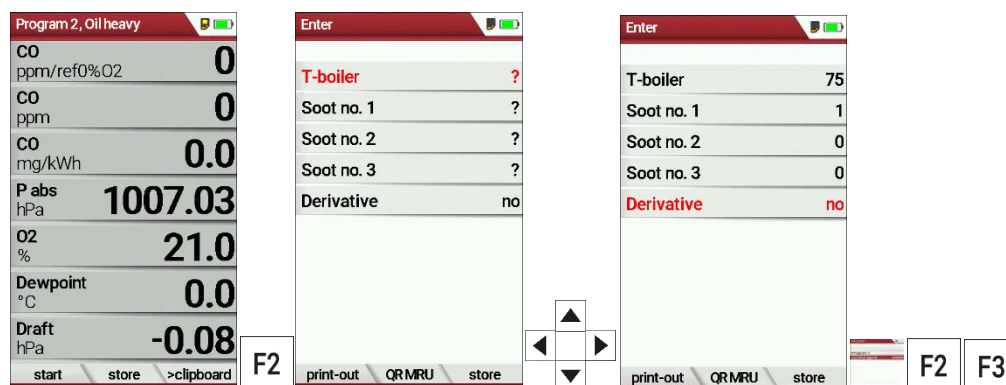 Program 2, Oil heavy
CO
ppm/ref0%O2 0
CO
ppm 0
CO
mg/kWh 0.0
P abs
hPa 1007.03
O2
% 21.0
Dewpoint
°C 0.0
Draft
hPa -0.08
start store >clipboard
F2
Enter
T-boiler ?
Soot no. 1 ?
Soot no. 2 ?
Soot no. 3 ?
Derivative no
print-out QR MRU store
Enter
T-boiler 75
Soot no. 1 1
Soot no. 2 0
Soot no. 3 0
Derivative no
print-out QR MRU store
F2
F3